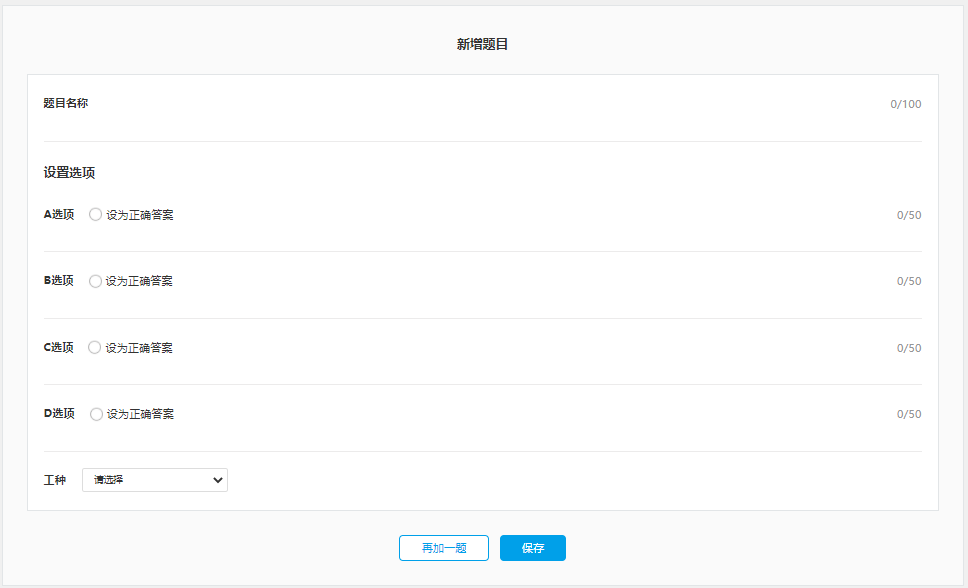 新增题目
题目名称 0/100
设置选项
A选项 设为正确答案 0/50
B选项 设为正确答案 0/50
C选项 设为正确答案 0/50
D选项 设为正确答案 0/50
工种 请选择
再加一题 保存